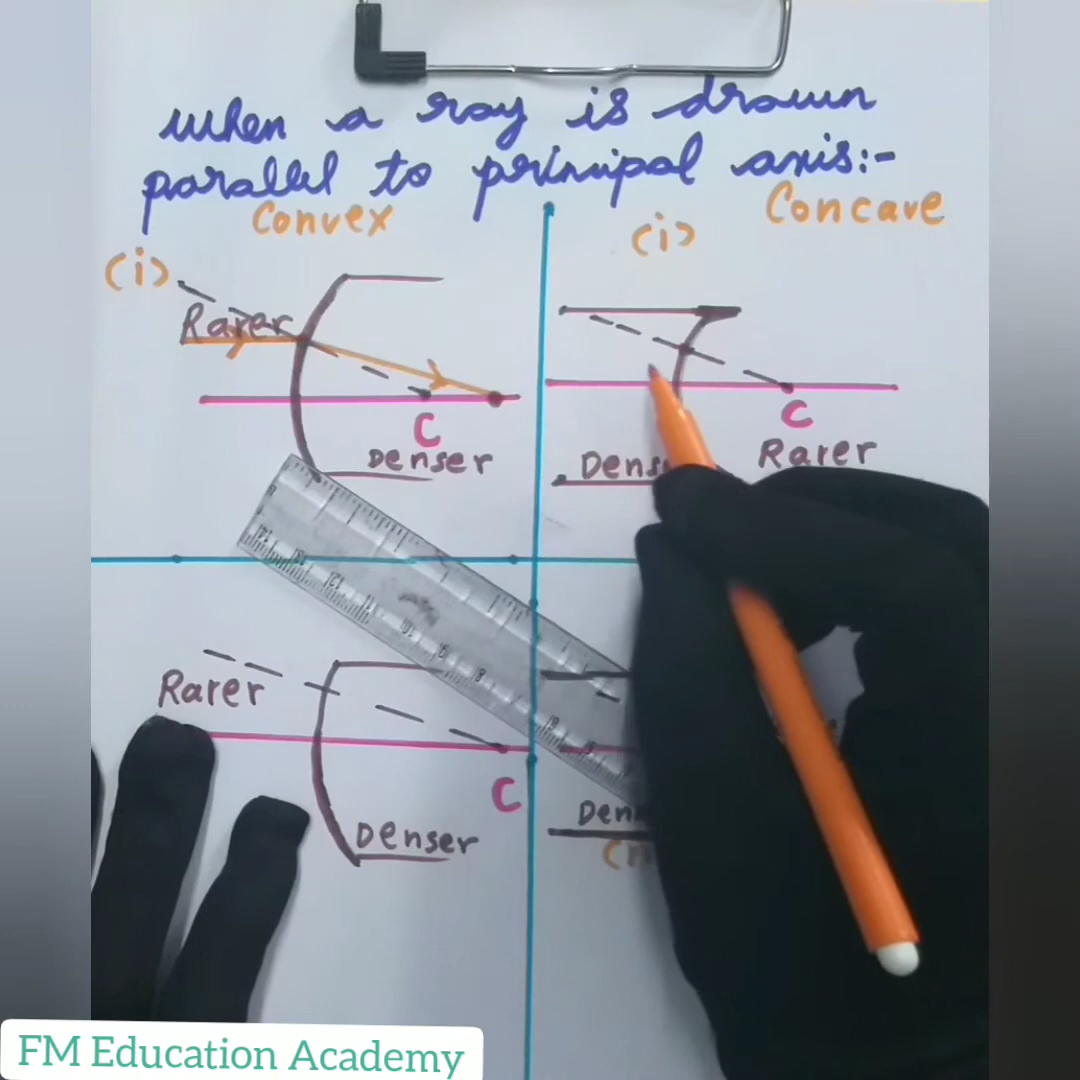 when a ray is drawn
parallel to principal axis:-
Convex
(i)
Concave
(i)
Rarer
C
Denser
C
Rarer
Rarer
C
Denser
FM Education Academy